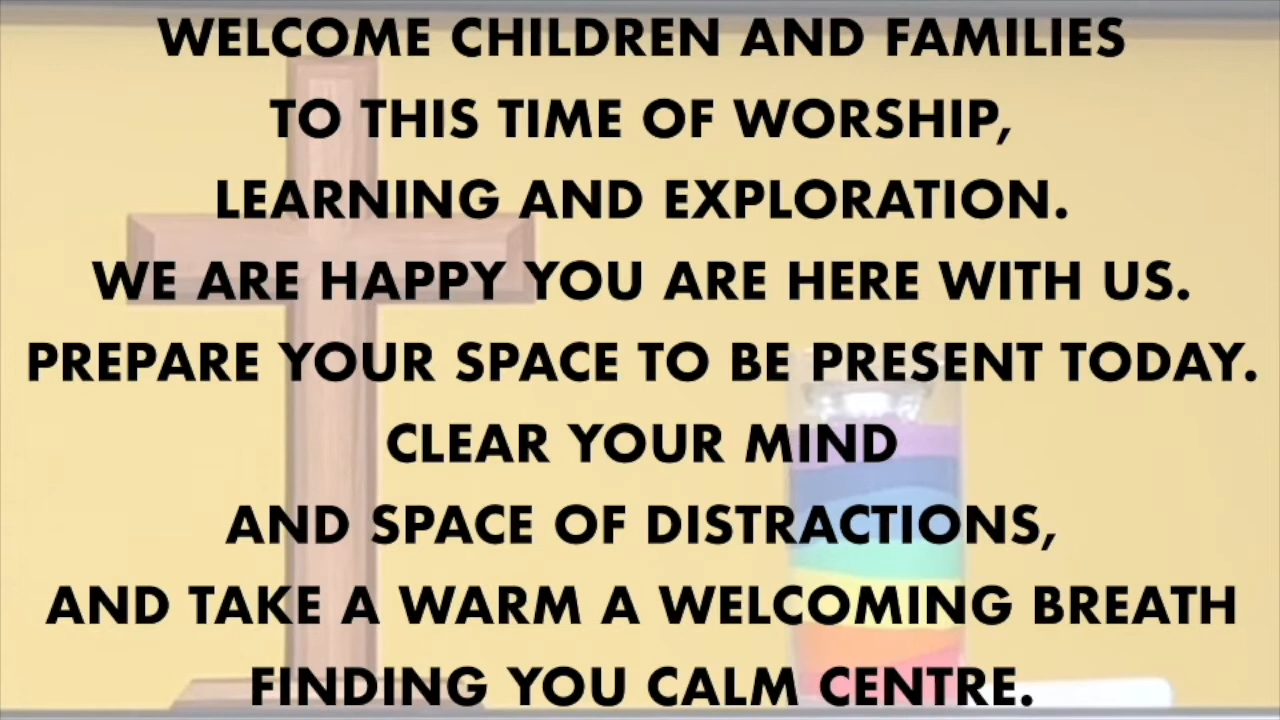 WELCOME CHILDREN AND FAMILIES
TO THIS TIME OF WORSHIP,
LEARNING AND EXPLORATION.
WE ARE HAPPY YOU ARE HERE WITH US.
PREPARE YOUR SPACE TO BE PRESENT TODAY.
CLEAR YOUR MIND
AND SPACE OF DISTRACTIONS,
AND TAKE A WARM A WELCOMING BREATH
FINDING YOU CALM CENTRE.